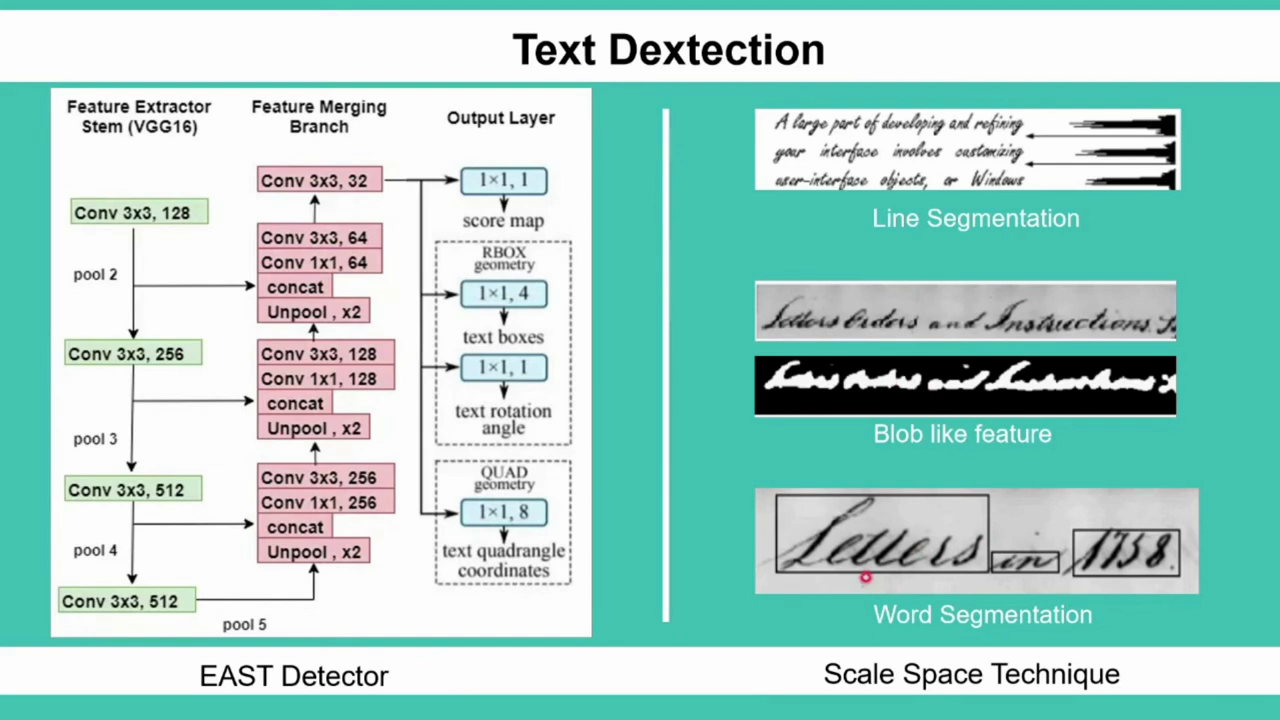 Text Dextection
Feature Extractor
Stem (VGG16)
Feature Merging
Branch
Output Layer
Conv 3x3, 128
pool 2
Conv 3x3, 256
pool 3
Conv 3x3, 512
pool 4
Conv 3x3, 512
pool 5
Conv 3x3, 32
Conv 3x3, 64
Conv 1x1, 64
concat
Unpool , x2
Conv 3x3, 128
Conv 1x1, 128
concat
Unpool , x2
Conv 3x3, 256
Conv 1x1, 256
concat
Unpool , x2
1×1, 1
score map
RBOX
geometry
1×1, 4
text boxes
1×1, 1
text rotation
angle
QUAD
geometry
1×1, 8
text quadrangle
coordinates
EAST Detector
A large part of developing and refining
your interface involves customizing
user-interface objects, or Windows
Line Segmentation
Letters Orders and Instructions
Blob like feature
Letters in 1758.
Word Segmentation
Scale Space Technique